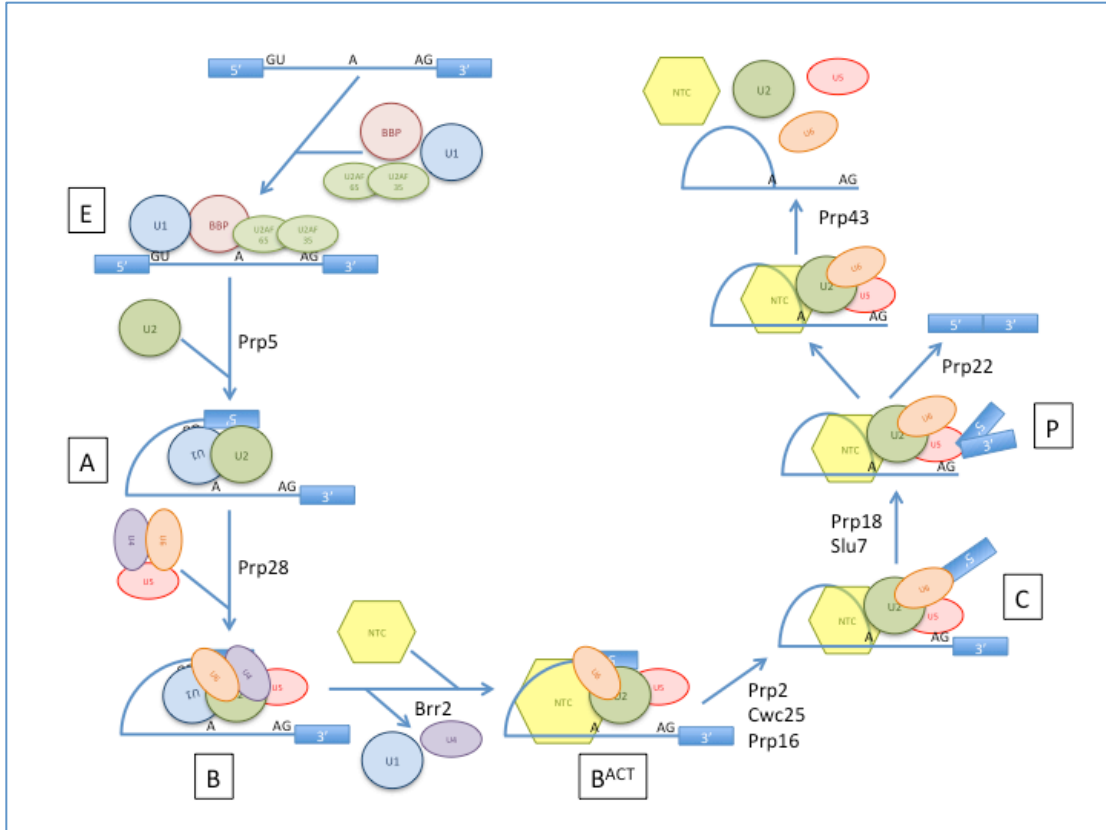 5' GU A AG 3'
BBP
U1
U2AF
65
U2AF
35
E
U1 BBP U2AF
65
U2AF
35
5' GU A AG 3'
U2
Prp5
5'
A
U1 U2
A AG 3'
U4 U6
U5
Prp28
U6 U4 U5
U1 U2
A AG 3'
B
NTC
Brr2
U1 U4
5'
U6
NTC U2 U5
A AG 3'
BACT
Prp2
Cwc25
Prp16
5'
U6
NTC U2 U5
A AG 3'
C
Prp18
Slu7
U6
NTC U2 U5
5'
3'
A AG
P
Prp22
5' 3'
U6
NTC U2 U5
A AG
Prp43
NTC U2 U5
U6
A AG